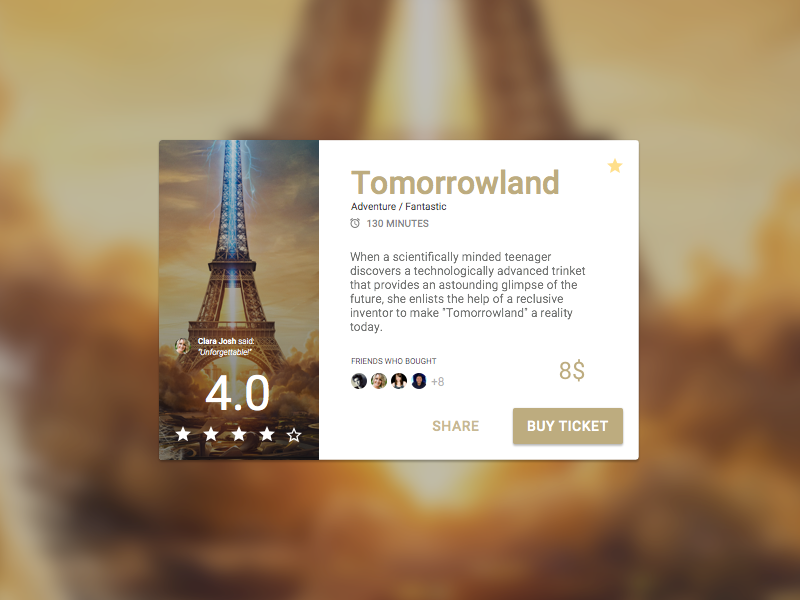 Clara Josh said:
"Unforgettable!"
4.0
Tomorrowland
Adventure / Fantastic
130 MINUTES
When a scientifically minded teenager
discovers a technologically advanced trinket
that provides an astounding glimpse of the
future, she enlists the help of a reclusive
inventor to make "Tomorrowland" a reality
today.
FRIENDS WHO BOUGHT
+8
8$
SHARE
BUY TICKET